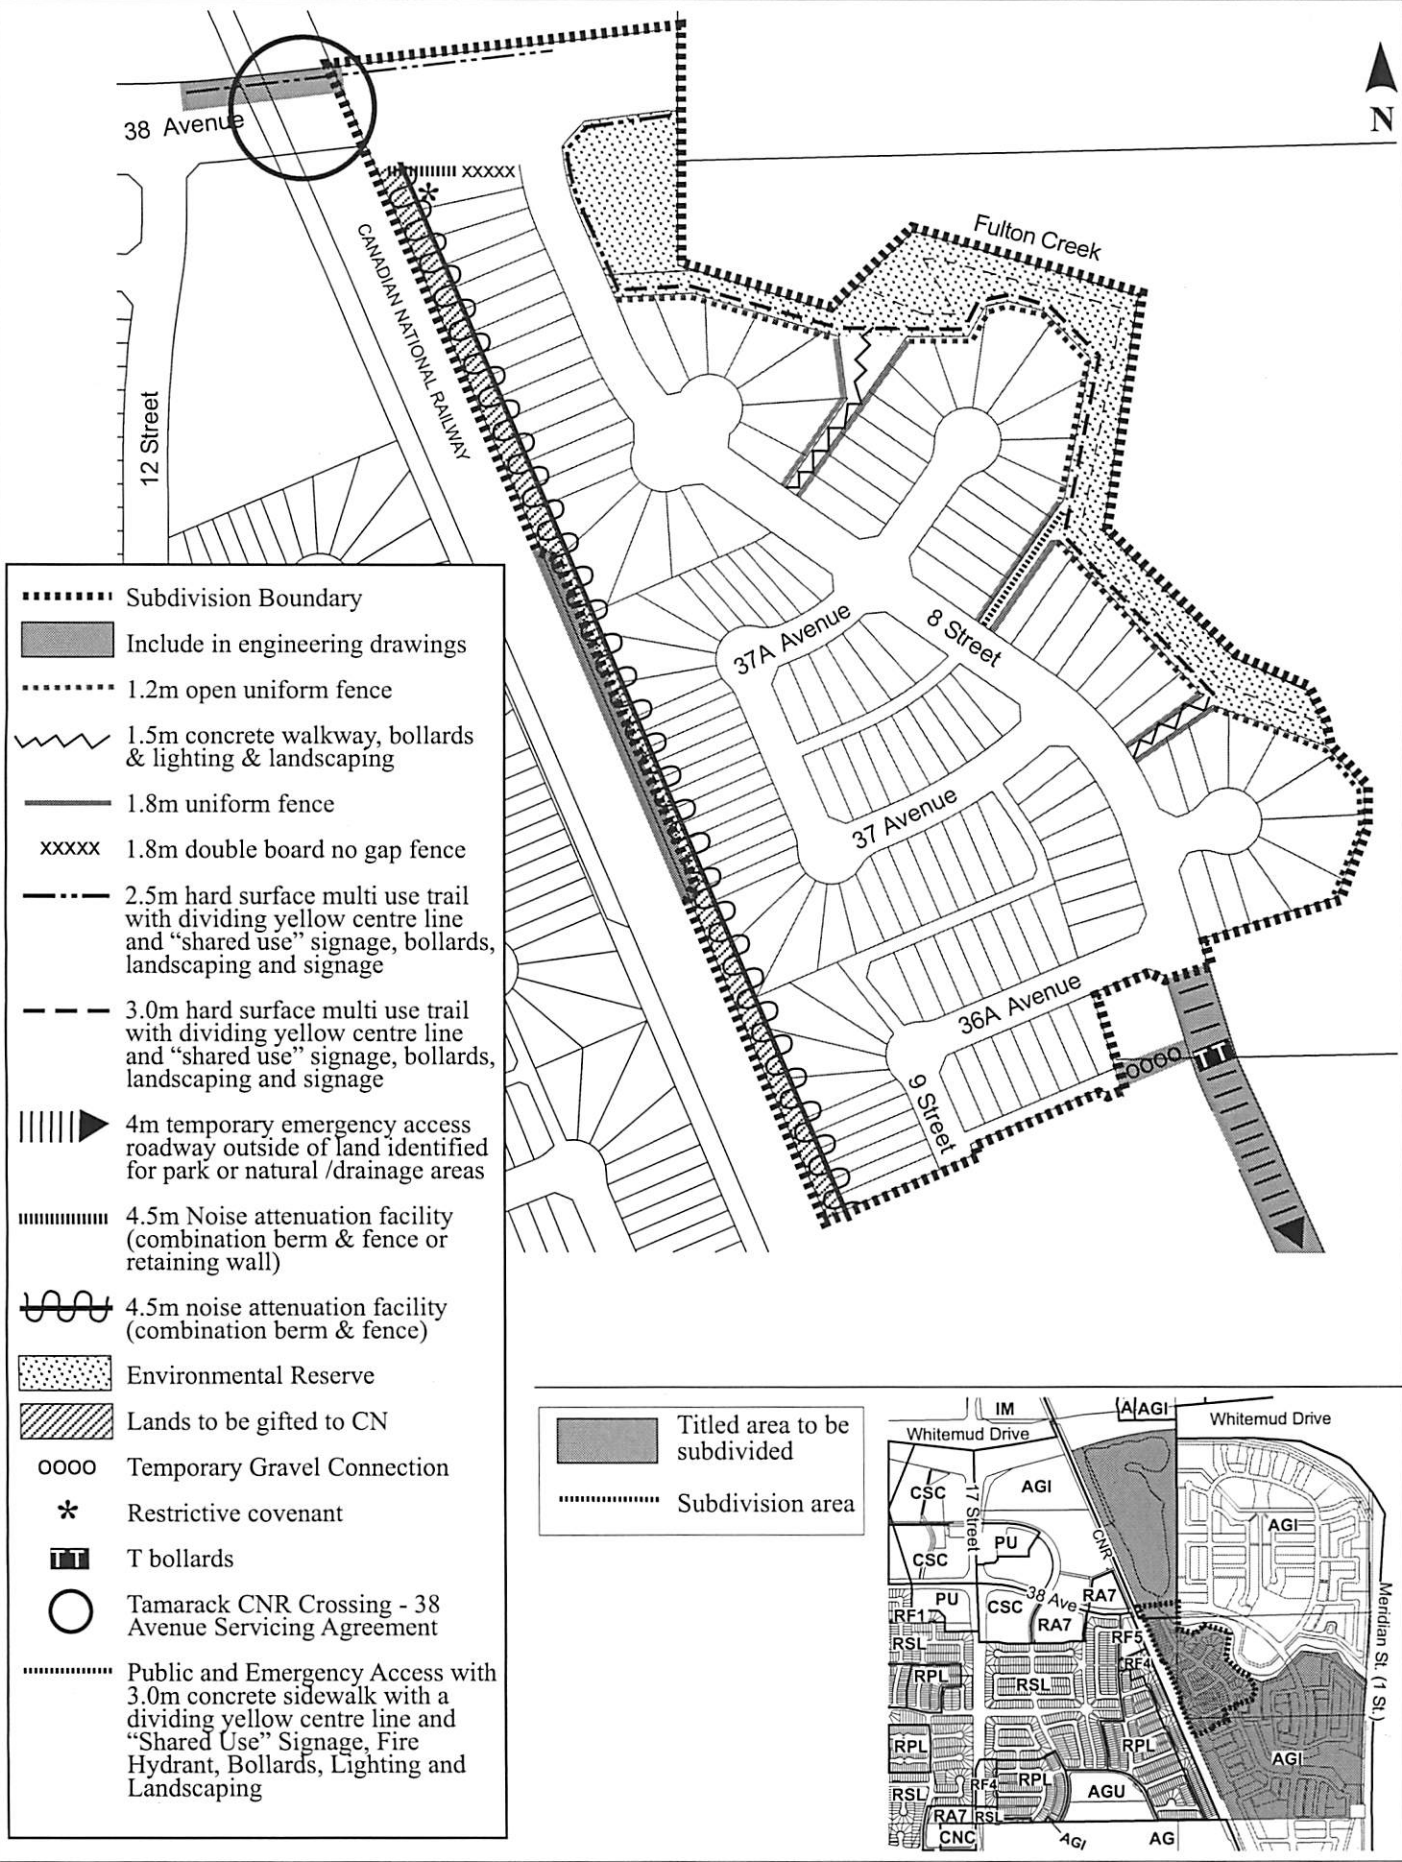 38 Avenue
N
XXXXX
Fulton Creek
CANADIAN NATIONAL RAILWAY
12 Street
37A Avenue
8 Street
37 Avenue
36A Avenue
9 Street
OOOO
TT
Subdivision Boundary
Include in engineering drawings
1.2m open uniform fence
1.5m concrete walkway, bollards
& lighting & landscaping
1.8m uniform fence
XXXXX 1.8m double board no gap fence
2.5m hard surface multi use trail
with dividing yellow centre line
and “shared use” signage, bollards,
landscaping and signage
3.0m hard surface multi use trail
with dividing yellow centre line
and “shared use” signage, bollards,
landscaping and signage
4m temporary emergency access
roadway outside of land identified
for park or natural /drainage areas
4.5m Noise attenuation facility
(combination berm & fence or
retaining wall)
4.5m noise attenuation facility
(combination berm & fence)
Environmental Reserve
Lands to be gifted to CN
OOOO Temporary Gravel Connection
* Restrictive covenant
TT T bollards
Tamarack CNR Crossing - 38
Avenue Servicing Agreement
Public and Emergency Access with
3.0m concrete sidewalk with a
dividing yellow centre line and
“Shared Use” Signage, Fire
Hydrant, Bollards, Lighting and
Landscaping
Titled area to be
subdivided
Subdivision area
IM
A AGI
Whitemud Drive
Whitemud Drive
CSC
17 Street
AGI
CNR
AGI
CSC
PU
PU
CSC
38 Ave
RA7
RA7
RF1
RSL
RF5
RF4
RPL
RSL
Meridian St. (1 St.)
RPL
RPL
AGI
RSL
RF4
RPL
AGU
RA7
RSL
CNC
AGI
AG